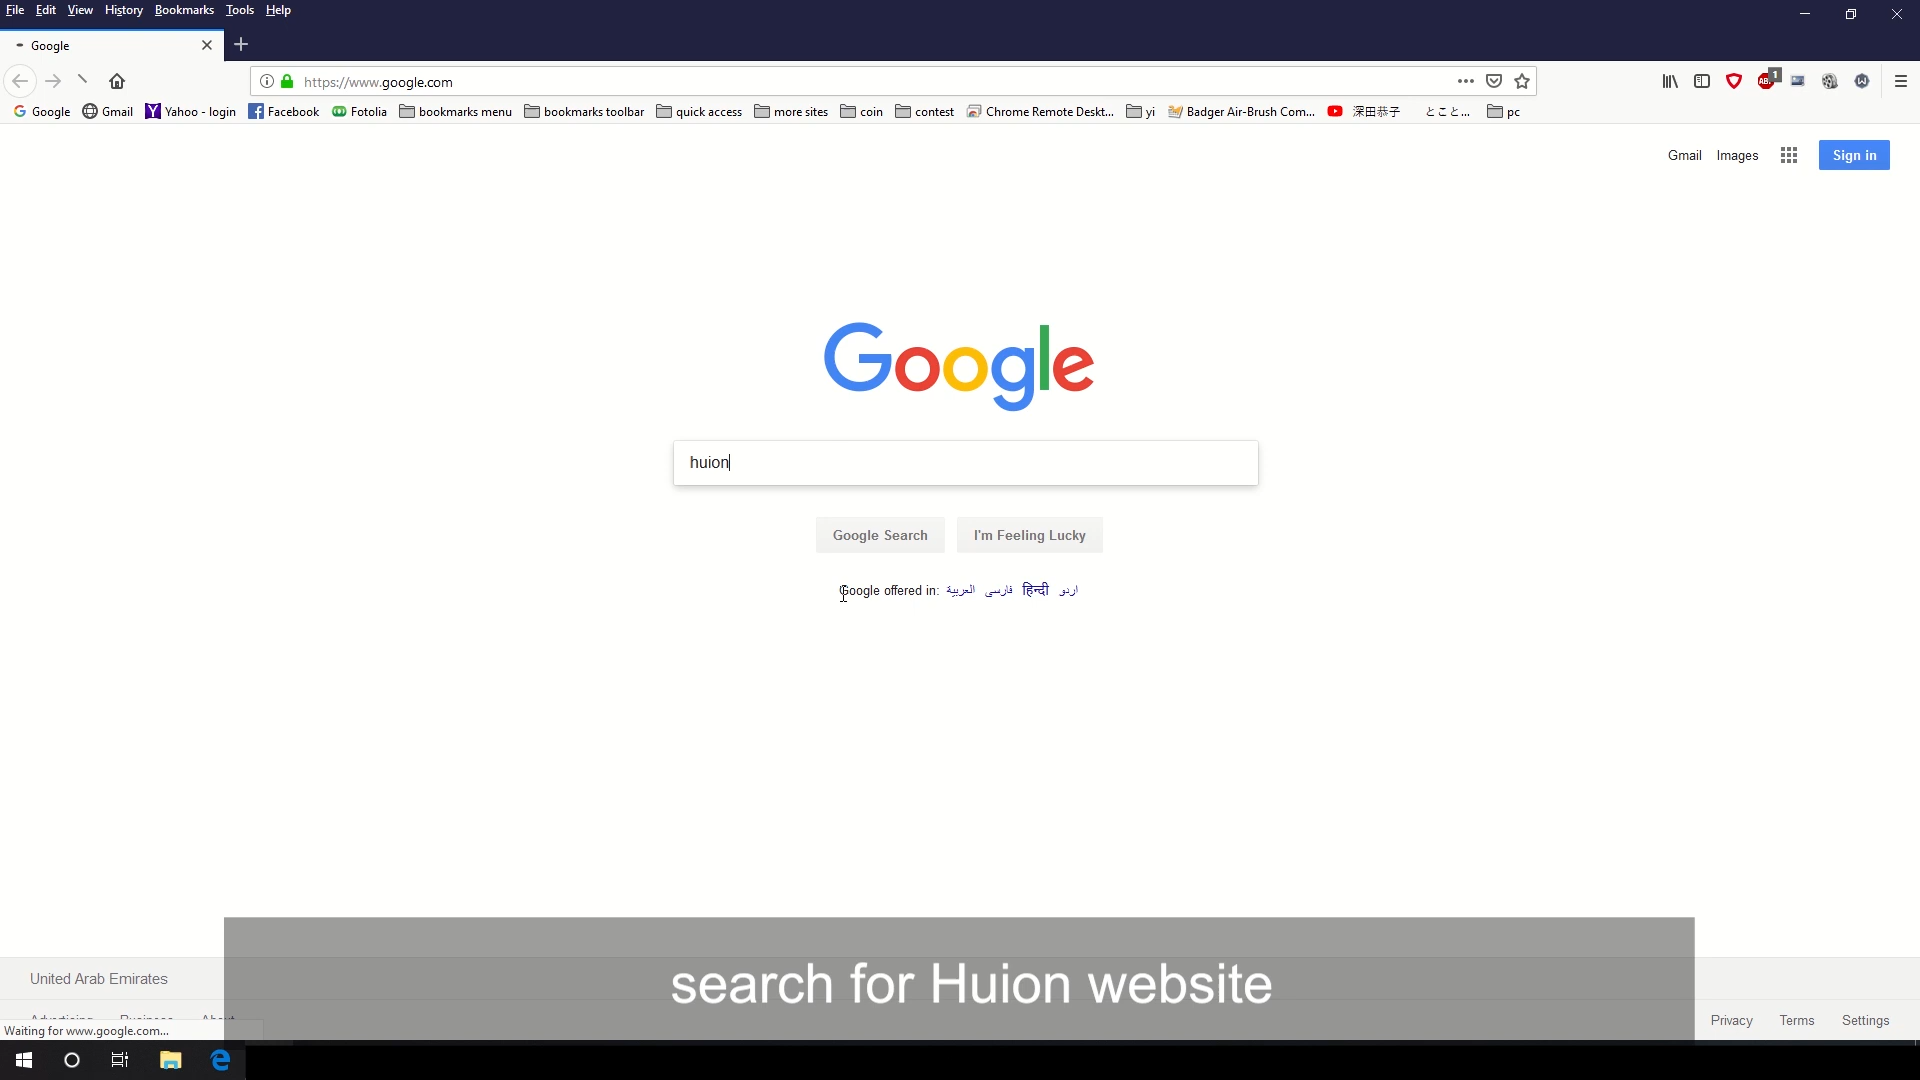 File Edit View History Bookmarks Tools Help
Google
https://www.google.com
1
Google Gmail Yahoo - login Facebook Fotolia bookmarks menu bookmarks toolbar quick access more sites coin contest Chrome Remote Deskt... yi Badger Air-Brush Com... 深田恭子 とこと... pc
Gmail Images Sign in
Google
huion
Google Search I'm Feeling Lucky
Google offered in: العربية فارسی हिन्दी اردو
United Arab Emirates
search for Huion website
Advertising Business About Privacy Terms Settings
Waiting for www.google.com...